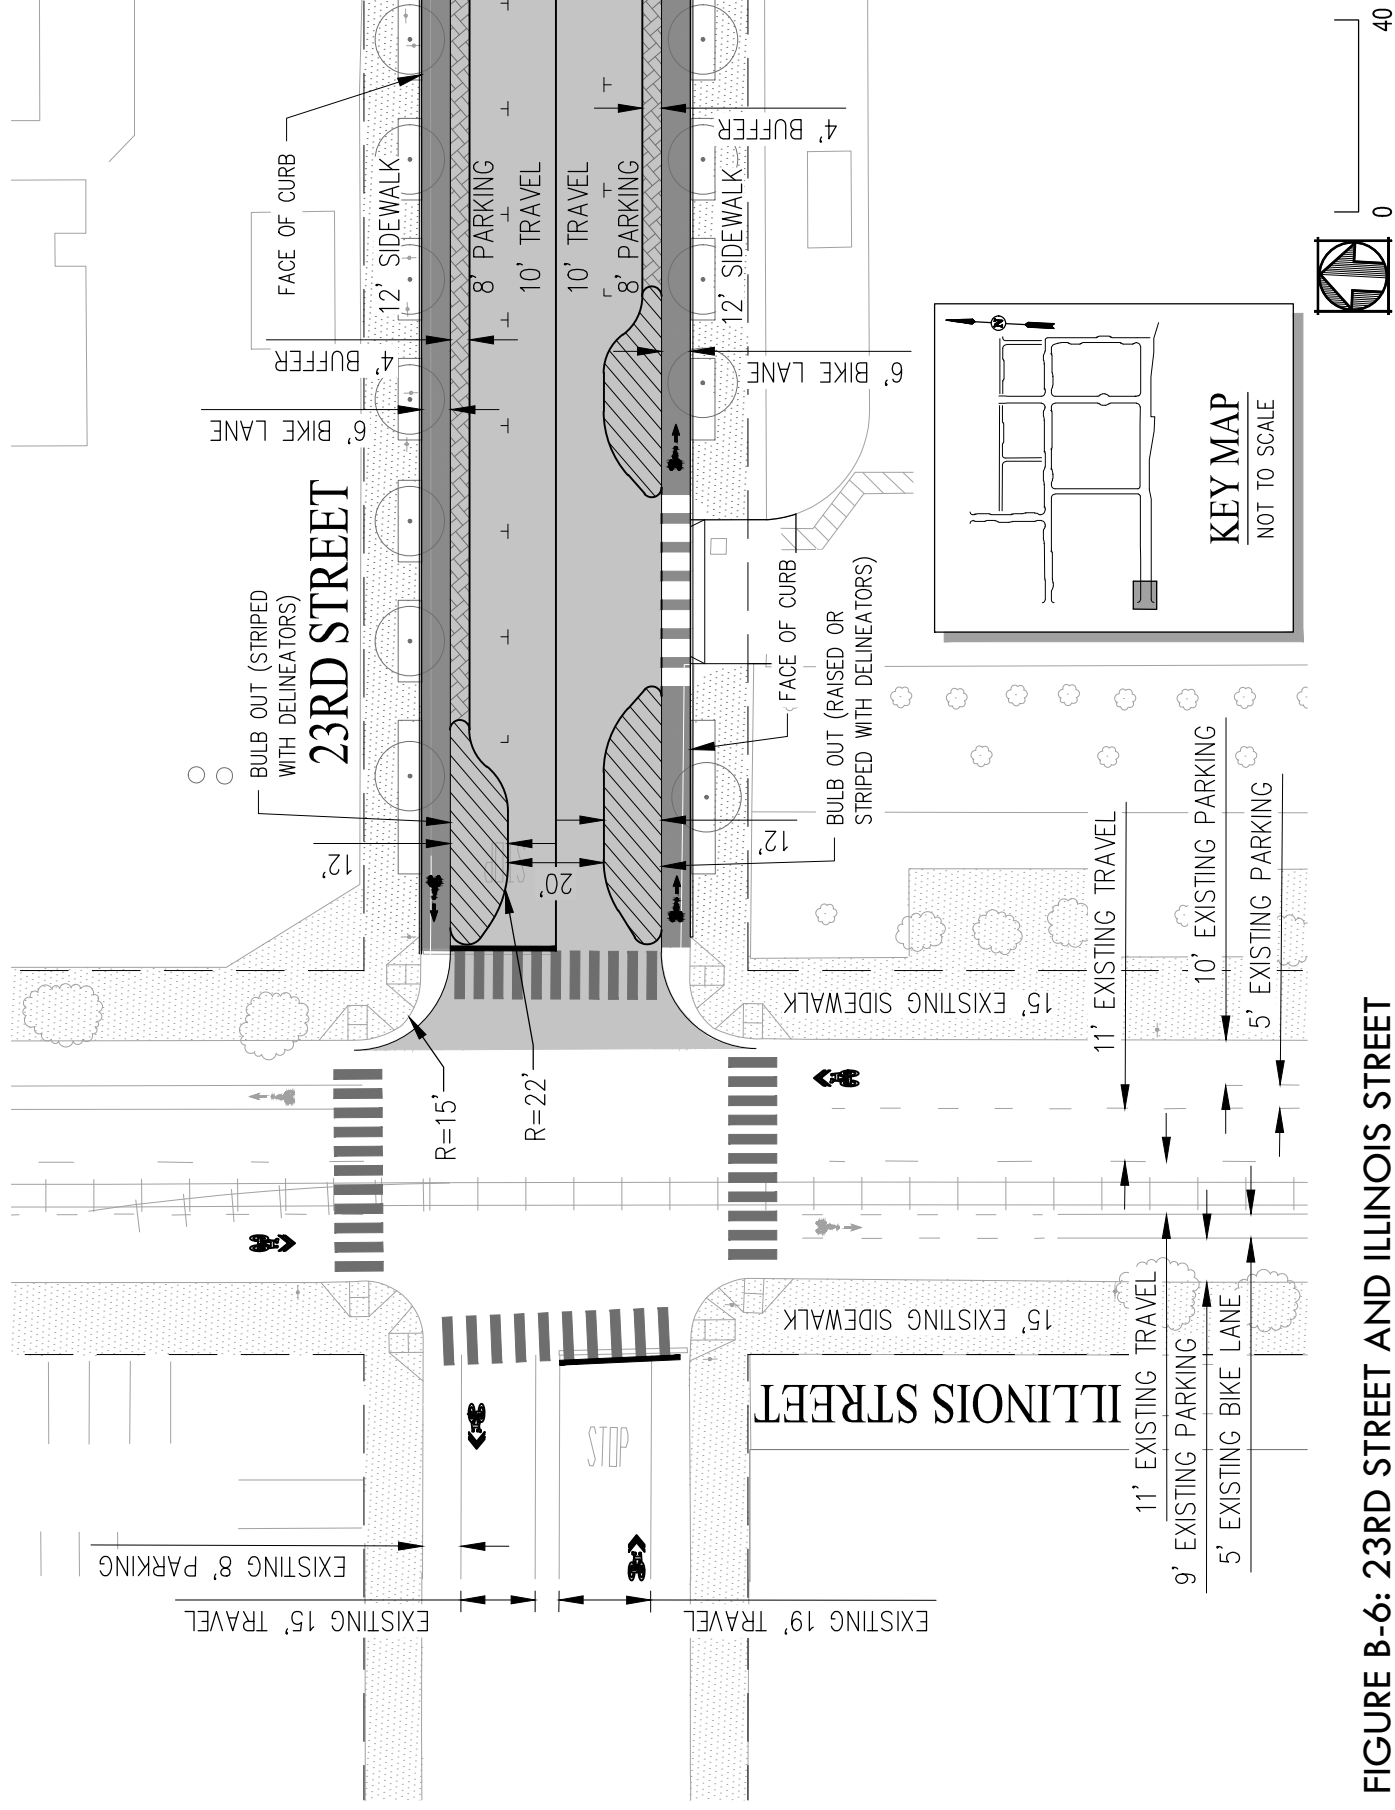 FACE OF CURB
12' SIDEWALK
8' PARKING
10' TRAVEL
10' TRAVEL
8' PARKING
12' SIDEWALK
4' BUFFER
4' BUFFER
6' BIKE LANE
6' BIKE LANE
23RD STREET
BULB OUT (STRIPED
WITH DELINEATORS)
12'
20'
12'
STOP
FACE OF CURB
BULB OUT (RAISED OR
STRIPED WITH DELINEATORS)
R=15'
R=22'
15' EXISTING SIDEWALK
11' EXISTING TRAVEL
10' EXISTING PARKING
5' EXISTING PARKING
15' EXISTING SIDEWALK
ILLINOIS STREET
11' EXISTING TRAVEL
9' EXISTING PARKING
5' EXISTING BIKE LANE
STOP
EXISTING 8' PARKING
EXISTING 15' TRAVEL
EXISTING 19' TRAVEL
N
KEY MAP
NOT TO SCALE
0
40
FIGURE B-6: 23RD STREET AND ILLINOIS STREET